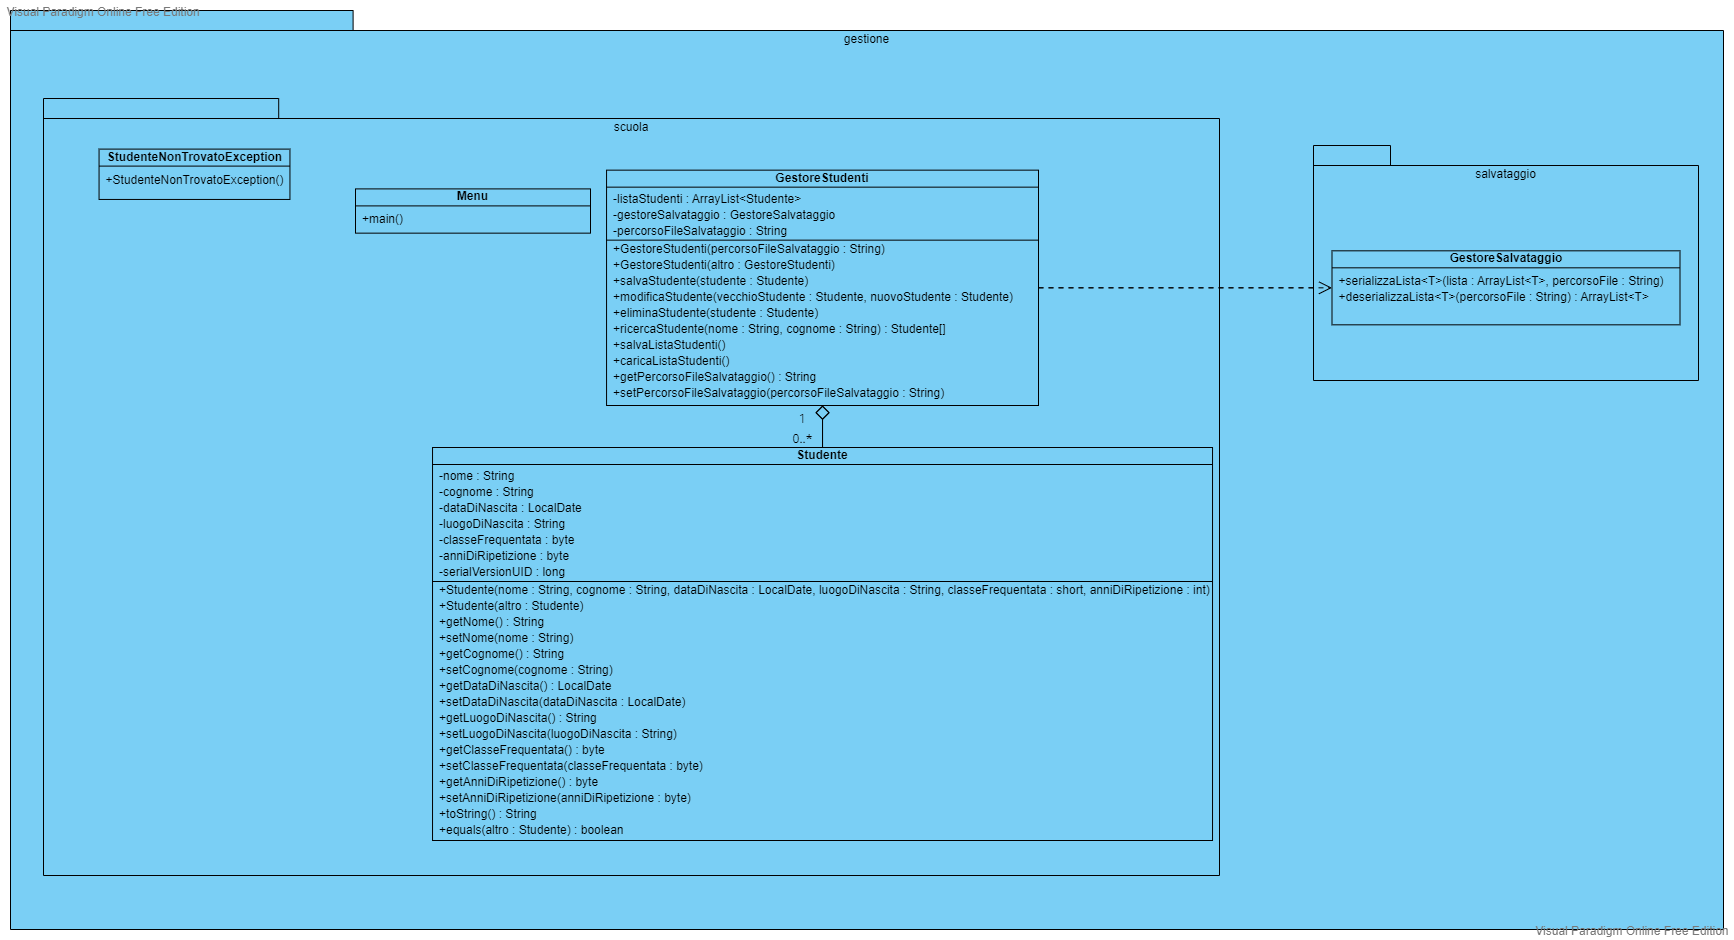 Visual Paradigm Online Free Edition
gestione
scuola
StudenteNonTrovatoException
+StudenteNonTrovatoException()
Menu
+main()
GestoreStudenti
-listaStudenti : ArrayList<Studente>
-gestoreSalvataggio : GestoreSalvataggio
-percorsoFileSalvataggio : String
+GestoreStudenti(percorsoFileSalvataggio : String)
+GestoreStudenti(altro : GestoreStudenti)
+salvaStudente(studente : Studente)
+modificaStudente(vecchioStudente : Studente, nuovoStudente : Studente)
+eliminaStudente(studente : Studente)
+ricercaStudente(nome : String, cognome : String) : Studente[]
+salvaListaStudenti()
+caricaListaStudenti()
+getPercorsoFileSalvataggio() : String
+setPercorsoFileSalvataggio(percorsoFileSalvataggio : String)
1
0..*
Studente
-nome : String
-cognome : String
-dataDiNascita : LocalDate
-luogoDiNascita : String
-classeFrequentata : byte
-anniDiRipetizione : byte
-serialVersionUID : long
+Studente(nome : String, cognome : String, dataDiNascita : LocalDate, luogoDiNascita : String, classeFrequentata : short, anniDiRipetizione : int)
+Studente(altro : Studente)
+getNome() : String
+setNome(nome : String)
+getCognome() : String
+setCognome(cognome : String)
+getDataDiNascita() : LocalDate
+setDataDiNascita(dataDiNascita : LocalDate)
+getLuogoDiNascita() : String
+setLuogoDiNascita(luogoDiNascita : String)
+getClasseFrequentata() : byte
+setClasseFrequentata(classeFrequentata : byte)
+getAnniDiRipetizione() : byte
+setAnniDiRipetizione(anniDiRipetizione : byte)
+toString() : String
+equals(altro : Studente) : boolean
salvataggio
GestoreSalvataggio
+serializzaLista<T>(lista : ArrayList<T>, percorsoFile : String)
+deserializzaLista<T>(percorsoFile : String) : ArrayList<T>
Visual Paradigm Online Free Edition